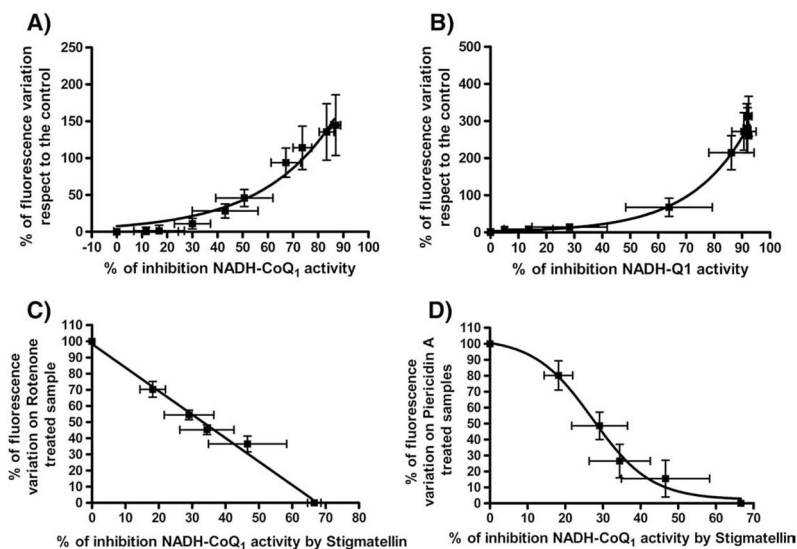 A)
% of fluorescence variation
respect to the control
250
200
150
100
50
0
-10 0 10 20 30 40 50 60 70 80 90 100
% of inhibition NADH-CoQ₁ activity
B)
% of fluorescence variation
respect to the control
500
400
300
200
100
0
0 10 20 30 40 50 60 70 80 90 100
% of inhibition NADH-Q1 activity
C)
% of fluorescence
variation on Rotenone
treated sample
110
100
90
80
70
60
50
40
30
20
10
0
0 10 20 30 40 50 60 70 80
% of inhibition NADH-CoQ₁ activity by Stigmatellin
D)
% of fluorescence
variation on Piericidin A
treated samples
110
100
90
80
70
60
50
40
30
20
10
0
0 10 20 30 40 50 60 70
% of inhibition NADH-CoQ₁ activity by Stigmatellin